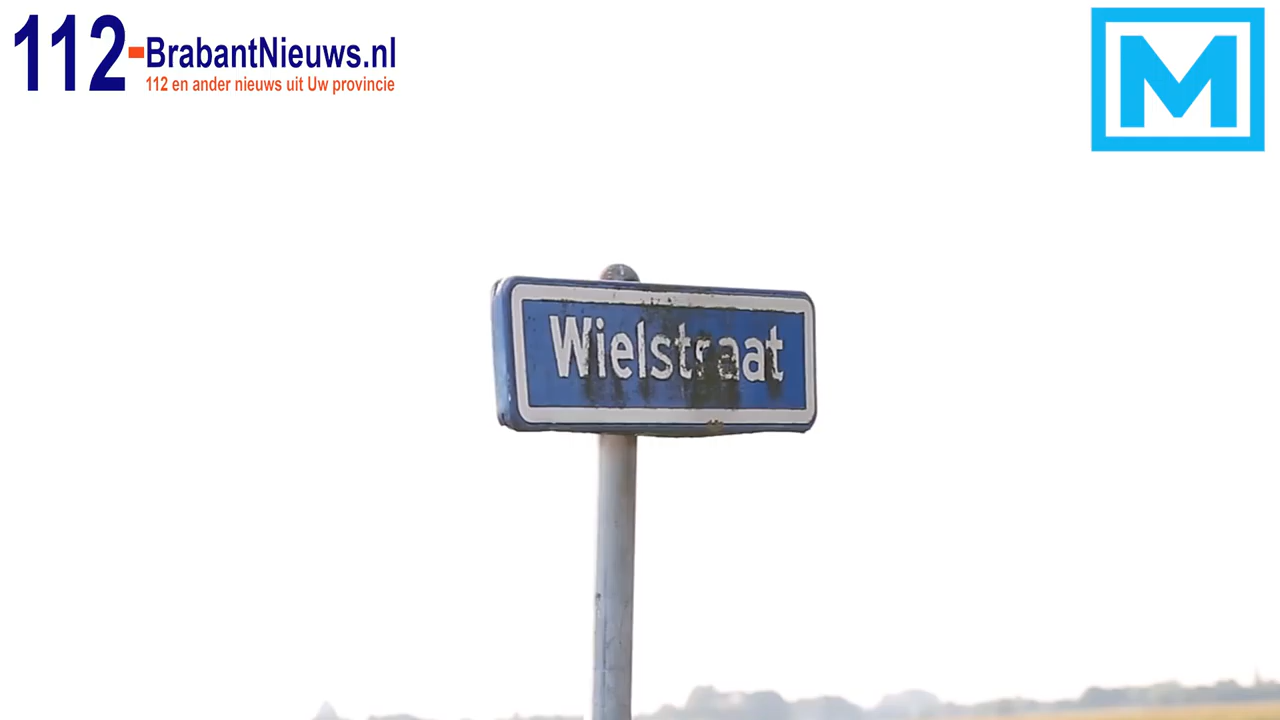 112-BrabantNieuws.nl
112 en ander nieuws uit Uw provincie
M
Wielstraat